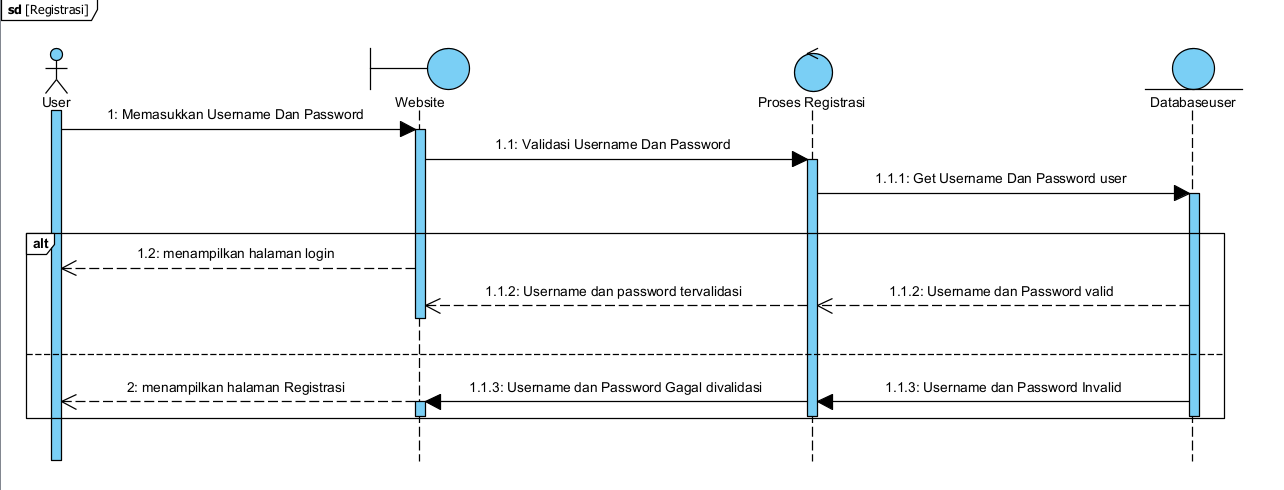 sd [Registrasi]
User
Website
Proses Registrasi
Databaseuser
1: Memasukkan Username Dan Password
1.1: Validasi Username Dan Password
1.1.1: Get Username Dan Password user
alt
1.2: menampilkan halaman login
1.1.2: Username dan password tervalidasi
1.1.2: Username dan Password valid
2: menampilkan halaman Registrasi
1.1.3: Username dan Password Gagal divalidasi
1.1.3: Username dan Password Invalid